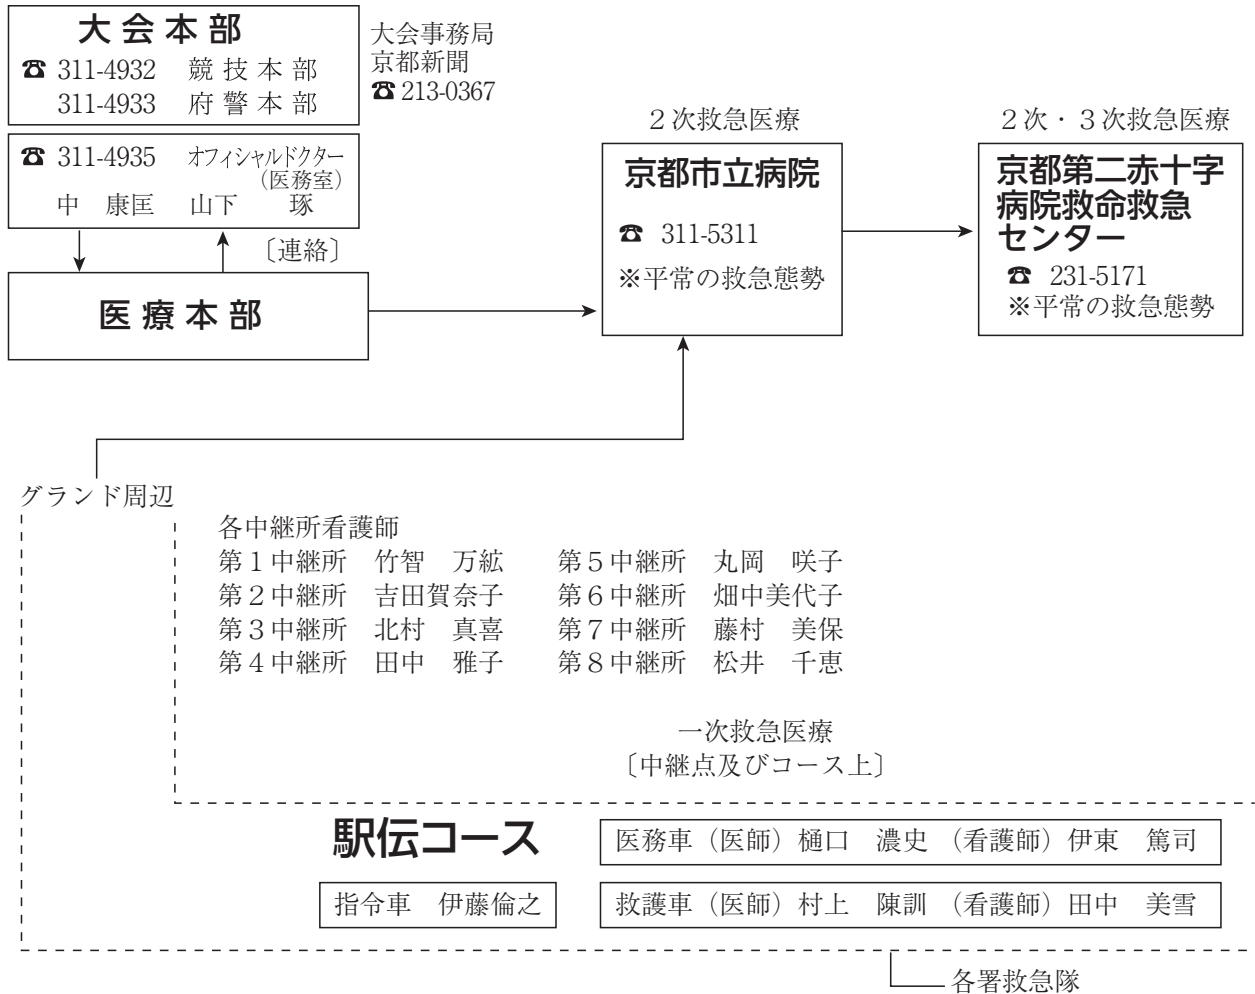 大会本部
☎ 311-4932 競技本部
311-4933 府警本部
大会事務局
京都新聞
☎ 213-0367
☎ 311-4935 オフィシャルドクター
(医務室)
中 康匡 山下 琢
〔連絡〕
医療本部
2次救急医療
京都市立病院
☎ 311-5311
※平常の救急態勢
2次・3次救急医療
京都第二赤十字
病院救命救急
センター
☎ 231-5171
※平常の救急態勢
グランド周辺
各中継所看護師
第1中継所 竹智 万紘 第5中継所 丸岡 咲子
第2中継所 吉田賀奈子 第6中継所 畑中美代子
第3中継所 北村 真喜 第7中継所 藤村 美保
第4中継所 田中 雅子 第8中継所 松井 千恵
一次救急医療
〔中継点及びコース上〕
駅伝コース
医務車(医師)樋口 濃史 (看護師)伊東 篤司
指令車 伊藤倫之
救護車(医師)村上 陳訓 (看護師)田中 美雪
各署救急隊